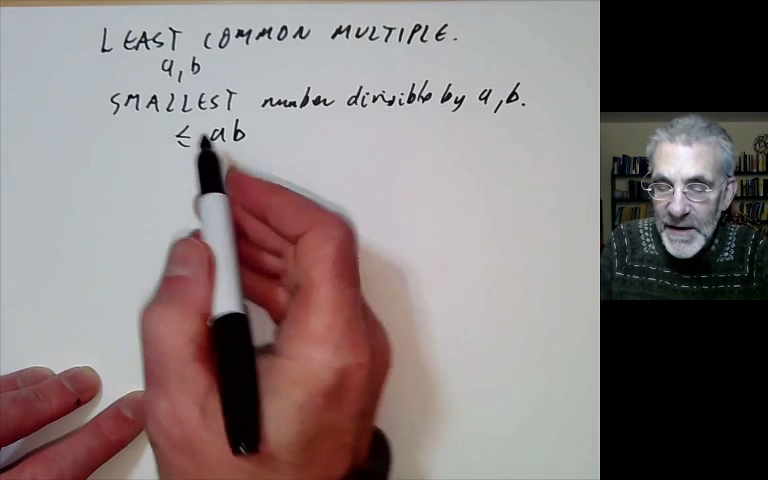 LEAST COMMON MULTIPLE.
a, b
SMALLEST number divisible by a, b.
≤ ab